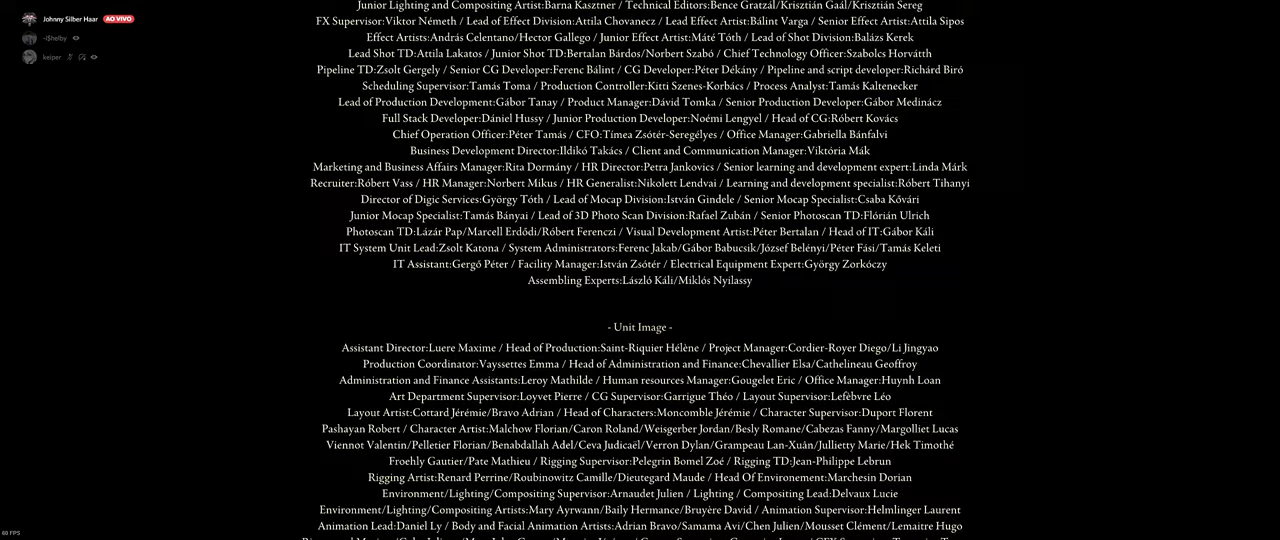 Johnny Silber Haar AO VIVO
keiper
Junior Lighting and Compositing Artist:Barna Kasztner / Technical Editors:Bence Gratzál/Krisztián Gaál/Krisztián Sereg
FX Supervisor:Viktor Németh / Lead of Effect Division:Attila Chovanecz / Lead Effect Artist:Bálint Varga / Senior Effect Artist:Attila Sipos
Effect Artists:András Celentano/Hector Gallego / Junior Effect Artist:Máté Tóth / Lead of Shot Division:Balázs Kerek
Lead Shot TD:Attila Lakatos / Junior Shot TD:Bertalan Bárdos/Norbert Szabó / Chief Technology Officer:Szabolcs Horvátth
Pipeline TD:Zsolt Gergely / Senior CG Developer:Ferenc Bálint / CG Developer:Péter Dékány / Pipeline and script developer:Richárd Biró
Scheduling Supervisor:Tamás Toma / Production Controller:Kitti Szenes-Korbács / Process Analyst:Tamás Kaltenecker
Lead of Production Development:Gábor Tanay / Product Manager:Dávid Tomka / Senior Production Developer:Gábor Medinácz
Full Stack Developer:Dániel Hussy / Junior Production Developer:Noémi Lengyel / Head of CG:Róbert Kovács
Chief Operation Officer:Péter Tamás / CFO:Tímea Zsótér-Seregélyes / Office Manager:Gabriella Bánfalvi
Business Development Director:Ildikó Takács / Client and Communication Manager:Viktória Mák
Marketing and Business Affairs Manager:Rita Dormány / HR Director:Petra Jankovics / Senior learning and development expert:Linda Márk
Recruiter:Róbert Vass / HR Manager:Norbert Mikus / HR Generalist:Nikolett Lendvai / Learning and development specialist:Róbert Tihanyi
Director of Digic Services:György Tóth / Lead of Mocap Division:István Gindele / Senior Mocap Specialist:Csaba Kővári
Junior Mocap Specialist:Tamás Bányai / Lead of 3D Photo Scan Division:Rafael Zubán / Senior Photoscan TD:Flórián Ulrich
Photoscan TD:Lázár Pap/Marcell Erdődi/Róbert Ferenczi / Visual Development Artist:Péter Bertalan / Head of IT:Gábor Káli
IT System Unit Lead:Zsolt Katona / System Administrators:Ferenc Jakab/Gábor Babucsik/József Belényi/Péter Fási/Tamás Keleti
IT Assistant:Gergő Péter / Facility Manager:István Zsótér / Electrical Equipment Expert:György Zorkóczy
Assembling Experts:László Káli/Miklós Nyilassy
- Unit Image -
Assistant Director:Luere Maxime / Head of Production:Saint-Riquier Hélène / Project Manager:Cordier-Royer Diego/Li Jingyao
Production Coordinator:Vayssettes Emma / Head of Administration and Finance:Chevallier Elsa/Cathelineau Geoffroy
Administration and Finance Assistants:Leroy Mathilde / Human resources Manager:Gougelet Eric / Office Manager:Huynh Loan
Art Department Supervisor:Loyvet Pierre / CG Supervisor:Garrigue Théo / Layout Supervisor:Lefèbvre Léo
Layout Artist:Cottard Jérémie/Bravo Adrian / Head of Characters:Moncomble Jérémie / Character Supervisor:Duport Florent
Pashayan Robert / Character Artist:Malchow Florian/Caron Roland/Weisgerber Jordan/Besly Romane/Cabezas Fanny/Margolliet Lucas
Viennot Valentin/Pelletier Florian/Benabdallah Adel/Ceva Judicaël/Verron Dylan/Grampeau Lan-Xuân/Jullietty Marie/Hek Timothé
Froehly Gautier/Pate Mathieu / Rigging Supervisor:Pelegrin Bomel Zoé / Rigging TD:Jean-Philippe Lebrun
Rigging Artist:Renard Perrine/Roubinowitz Camille/Dieutegard Maude / Head Of Environement:Marchesin Dorian
Environment/Lighting/Compositing Supervisor:Arnaudet Julien / Lighting / Compositing Lead:Delvaux Lucie
Environment/Lighting/Compositing Artists:Mary Ayrwann/Baily Hermance/Bruyère David / Animation Supervisor:Helmlinger Laurent
Animation Lead:Daniel Ly / Body and Facial Animation Artists:Adrian Bravo/Samama Avi/Chen Julien/Mousset Clément/Lemaitre Hugo
60 FPS